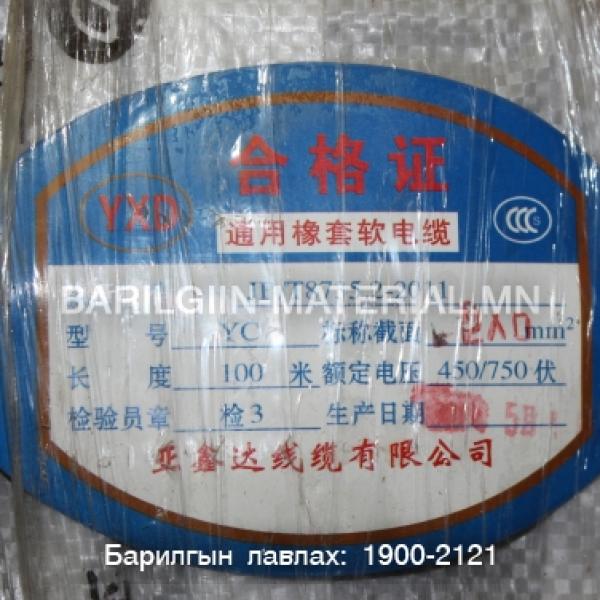 合格证
YXD
CCC S
通用橡套软电缆
BARILGIIN-MATERIAL.MN
型 号 YC 标称截面 mm²
长 度 100 米 额定电压 450/750 伏
检验员章 检3 生产日期
亚鑫达线缆有限公司
Барилгын лавлах: 1900-2121